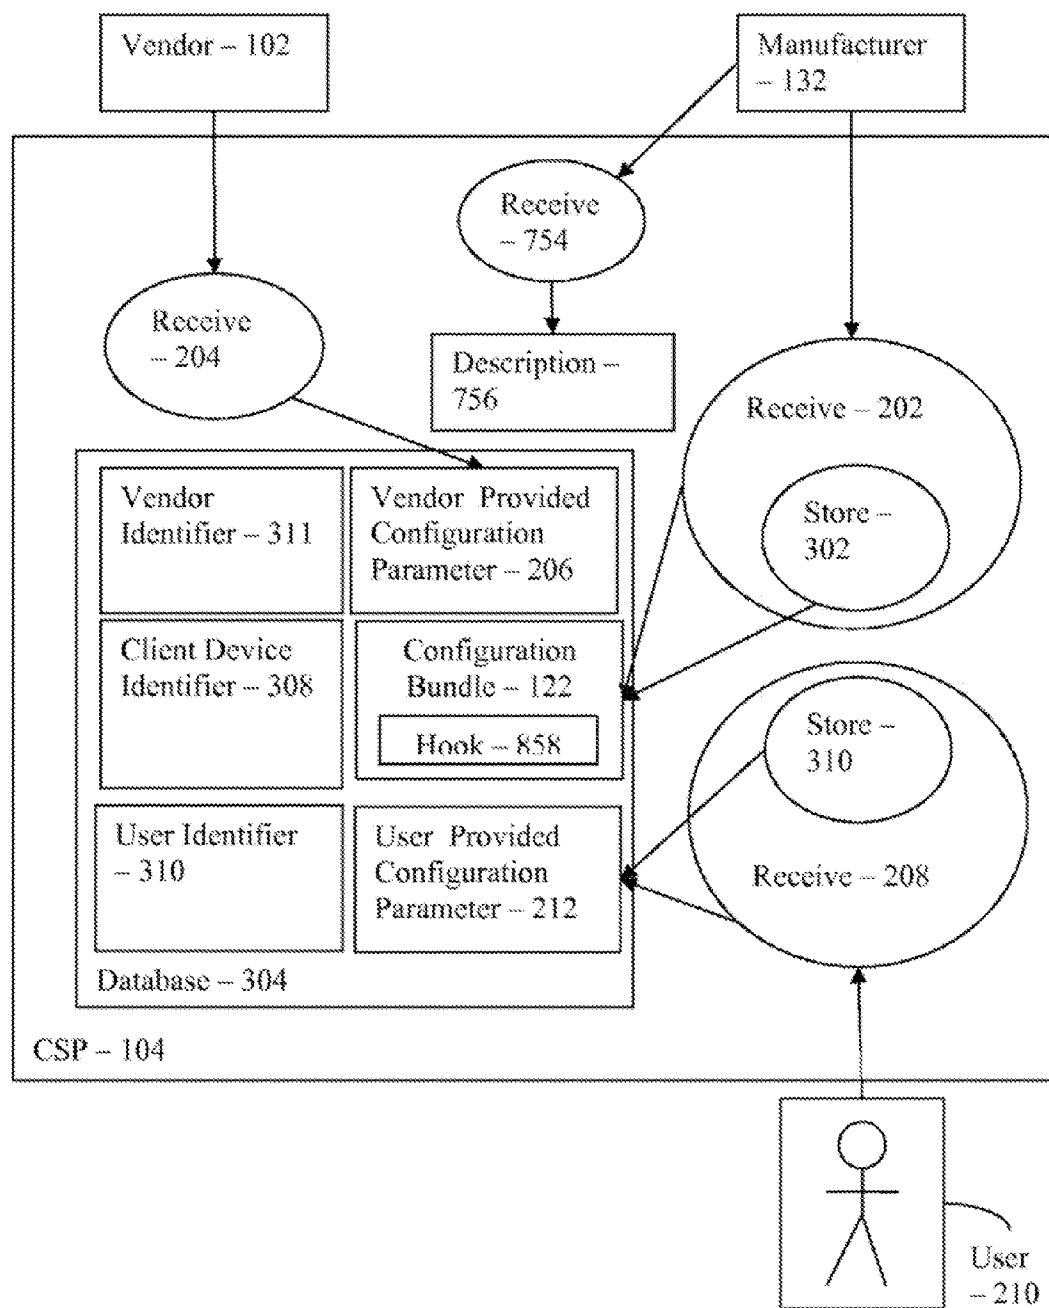 Vendor – 102
Manufacturer
– 132
Receive
– 754
Receive
– 204
Description –
756
Receive – 202
Store –
302
Vendor
Identifier – 311
Vendor Provided
Configuration
Parameter – 206
Client Device
Identifier – 308
Configuration
Bundle – 122
Hook – 858
Store –
310
User Identifier
– 310
User Provided
Configuration
Parameter – 212
Receive – 208
Database – 304
CSP – 104
User
– 210